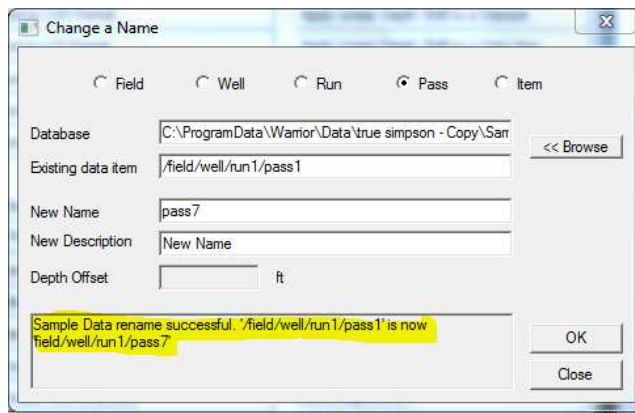 Change a Name
Field Well Run Pass Item
Database C:\ProgramData\Warrior\Data\true simpson - Copy\Sam
<< Browse
Existing data item /field/well/run1/pass1
New Name pass7
New Description New Name
Depth Offset ft
Sample Data rename successful. '/field/well/run1/pass1' is now
'field/well/run1/pass7'
OK
Close